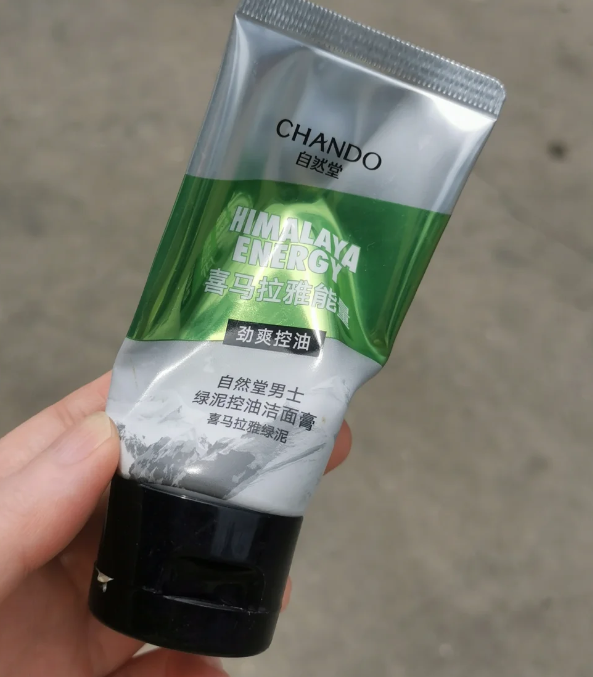 CHANDO
自然堂
HIMALAYA
ENERGY
喜马拉雅能量
劲爽控油
自然堂男士
绿泥控油洁面膏
喜马拉雅绿泥